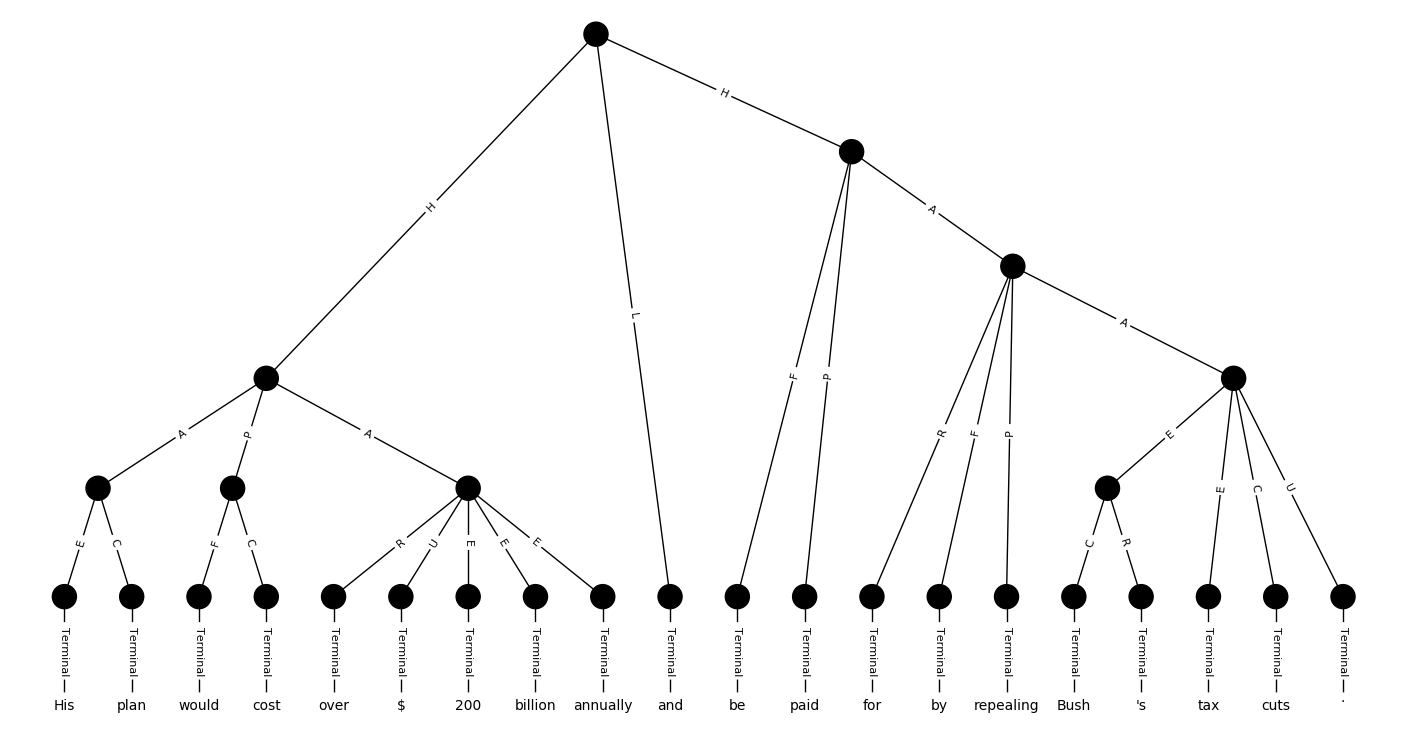 H
H
A
L
A
F
P
A
P
A
R
F
P
E
E
C
U
E
C
F
C
R
U
E
E
E
C
R
Terminal Terminal Terminal Terminal Terminal Terminal Terminal Terminal Terminal Terminal Terminal Terminal Terminal Terminal Terminal Terminal Terminal Terminal Terminal Terminal
His plan would cost over $ 200 billion annually and be paid for by repealing Bush 's tax cuts .